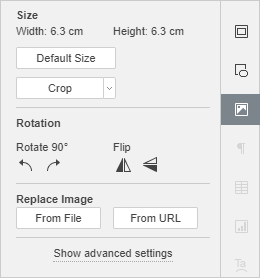 Size
Width: 6.3 cm Height: 6.3 cm
Default Size
Crop
Rotation
Rotate 90° Flip
Replace Image
From File From URL
Show advanced settings
Ta